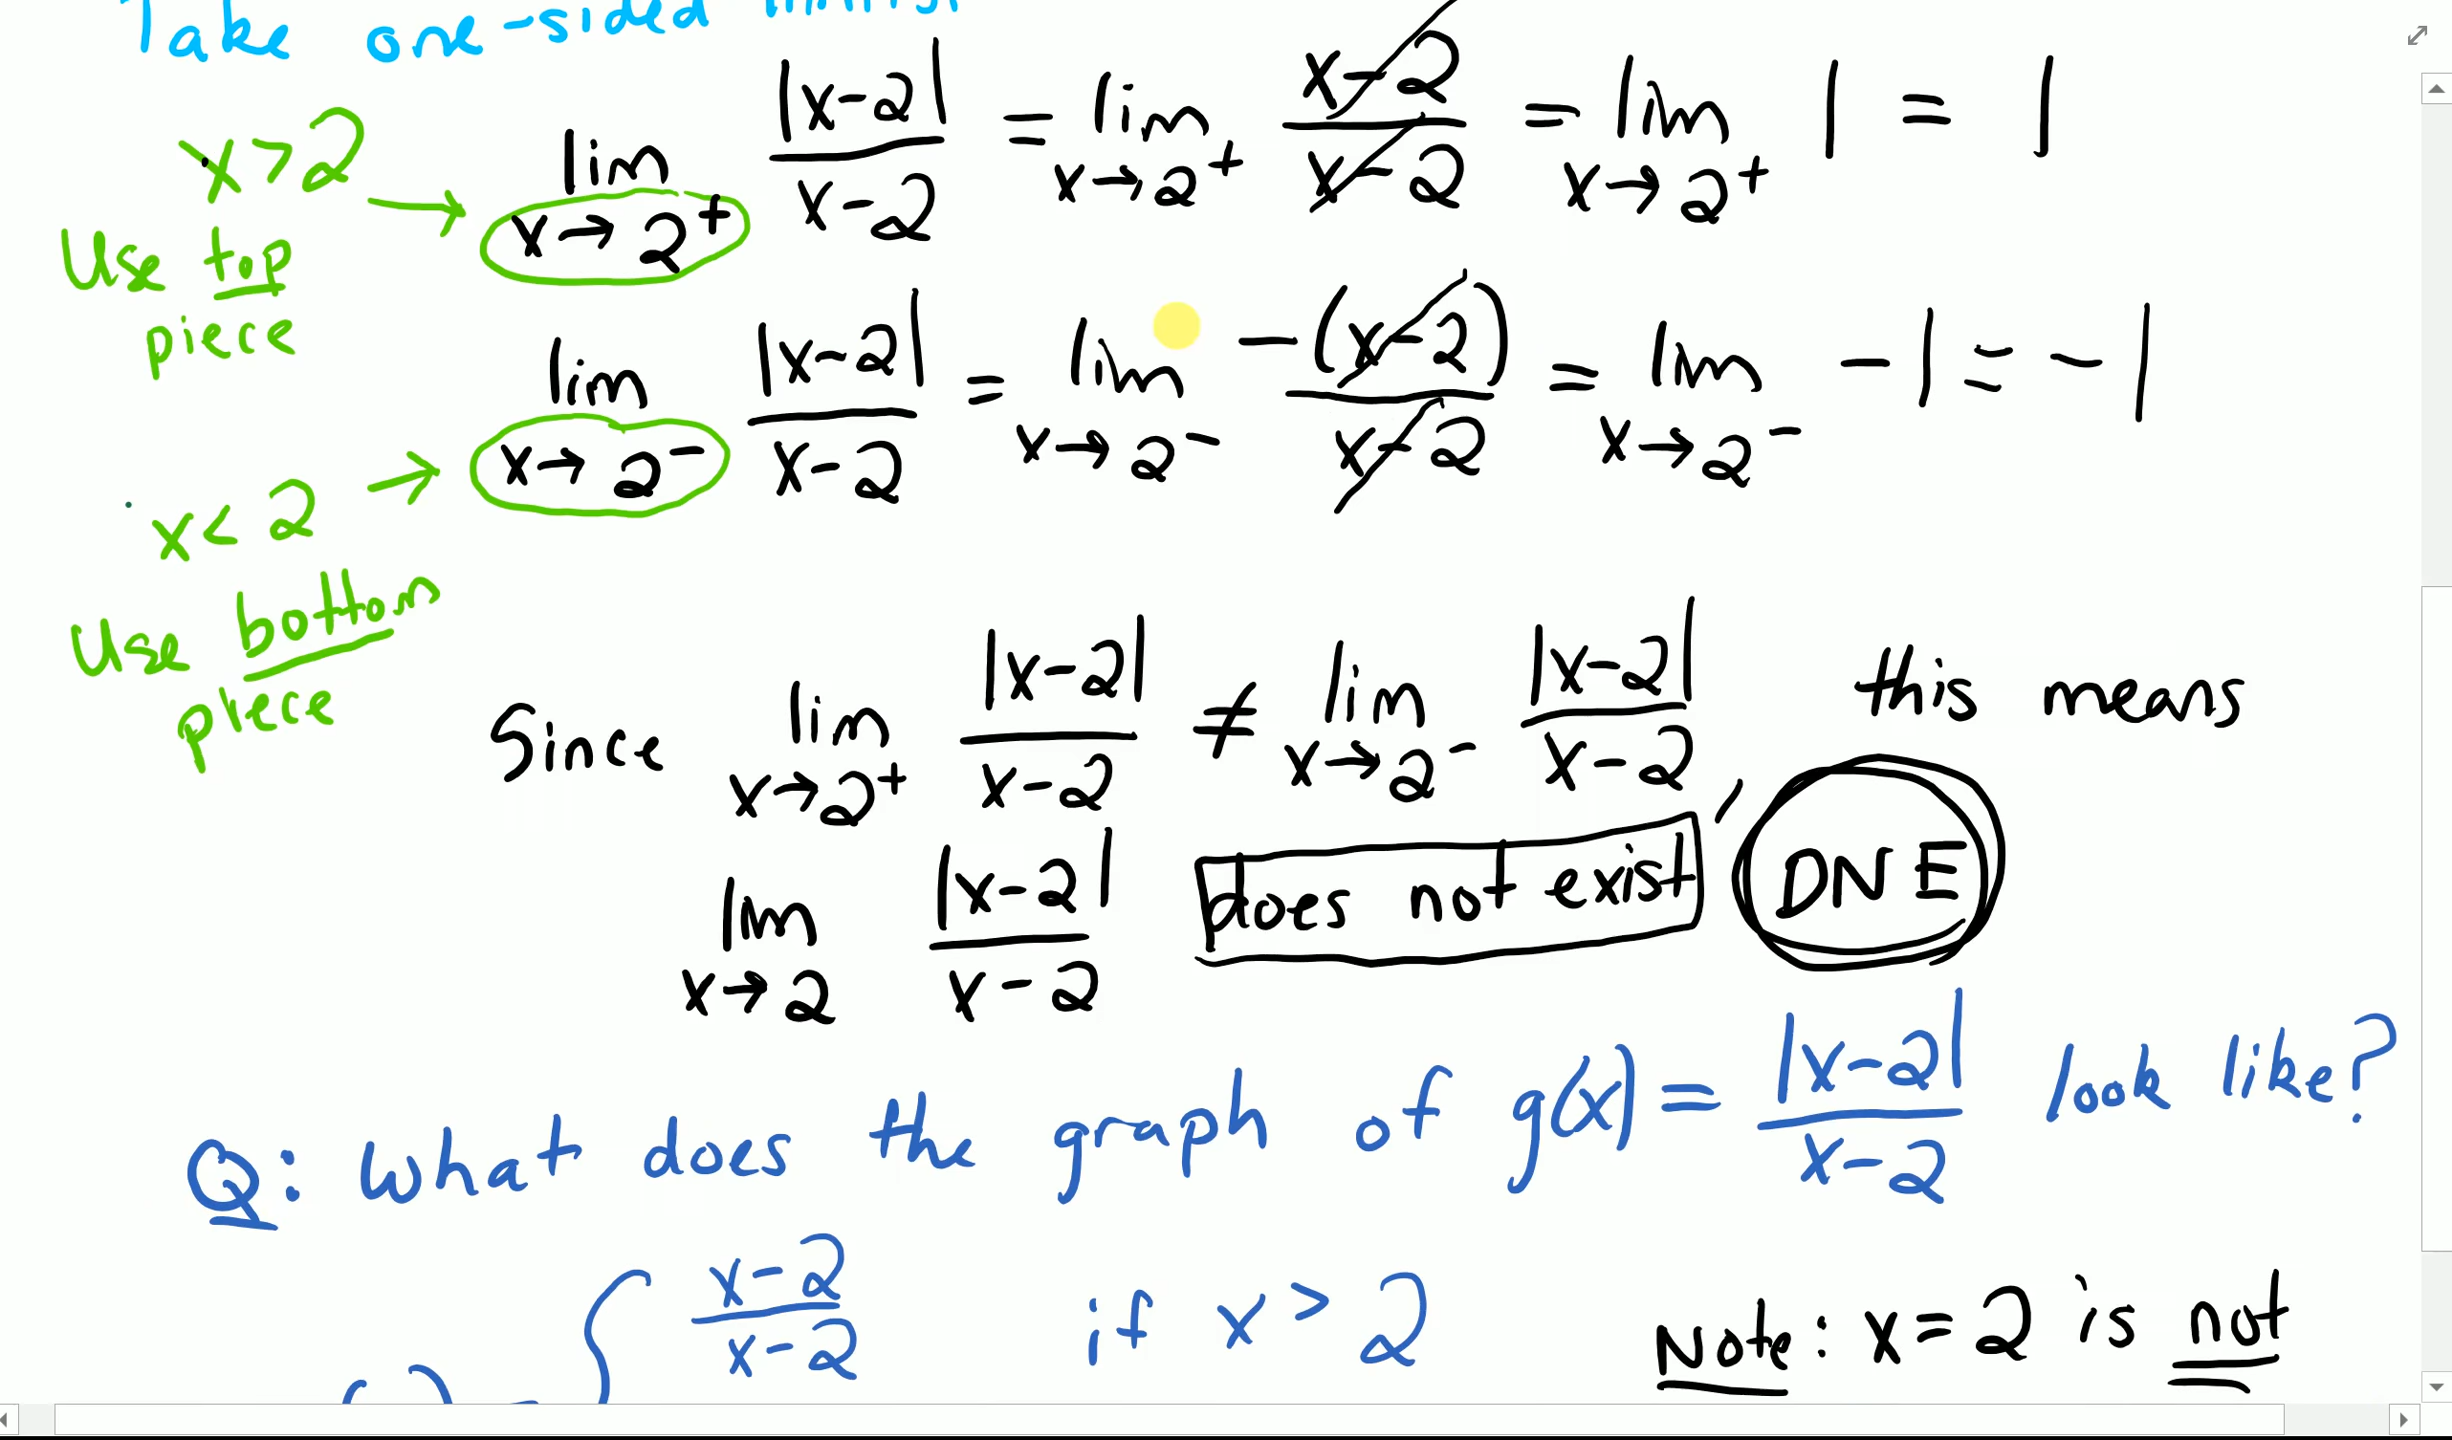 Take one-sided limits.
x>2 → lim x→2⁺ |x-2|/x-2 = lim x→2⁺ x-2/x-2 = lim x→2⁺ 1 = 1
Use top
piece
x<2 → lim x→2⁻ |x-2|/x-2 = lim x→2⁻ -(x-2)/x-2 = lim x→2⁻ -1 = -1
Use bottom
piece
Since lim x→2⁺ |x-2|/x-2 ≠ lim x→2⁻ |x-2|/x-2, this means
lim x→2 |x-2|/x-2 does not exist DNE
Q: What does the graph of g(x) = |x-2|/x-2 look like?
x-2/x-2 if x > 2
Note: x=2 is not